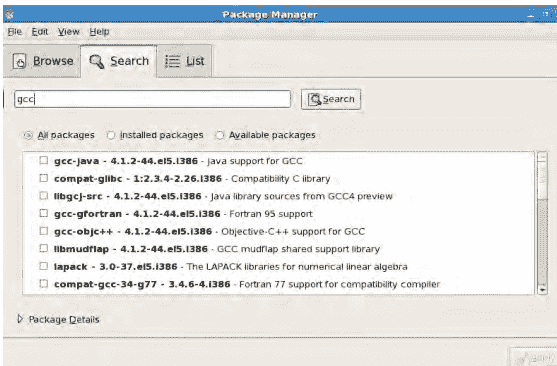 Package Manager
File Edit View Help
Browse Search List
gcc Search
All packages Installed packages Available packages
gcc-java - 4.1.2-44.el5.i386 - Java support for GCC
compat-glibc - 1:2.3.4-2.26.i386 - Compatibility C library
libgcj-src - 4.1.2-44.el5.i386 - Java library sources from GCC4 preview
gcc-gfortran - 4.1.2-44.el5.i386 - Fortran 95 support
gcc-objc++ - 4.1.2-44.el5.i386 - Objective-C++ support for GCC
libmudflap - 4.1.2-44.el5.i386 - GCC mudflap shared support library
lapack - 3.0-37.el5.i386 - The LAPACK libraries for numerical linear algebra
compat-gcc-34-g77 - 3.4.6-4.i386 - Fortran 77 support for compatibility compiler
Package Details
Apply